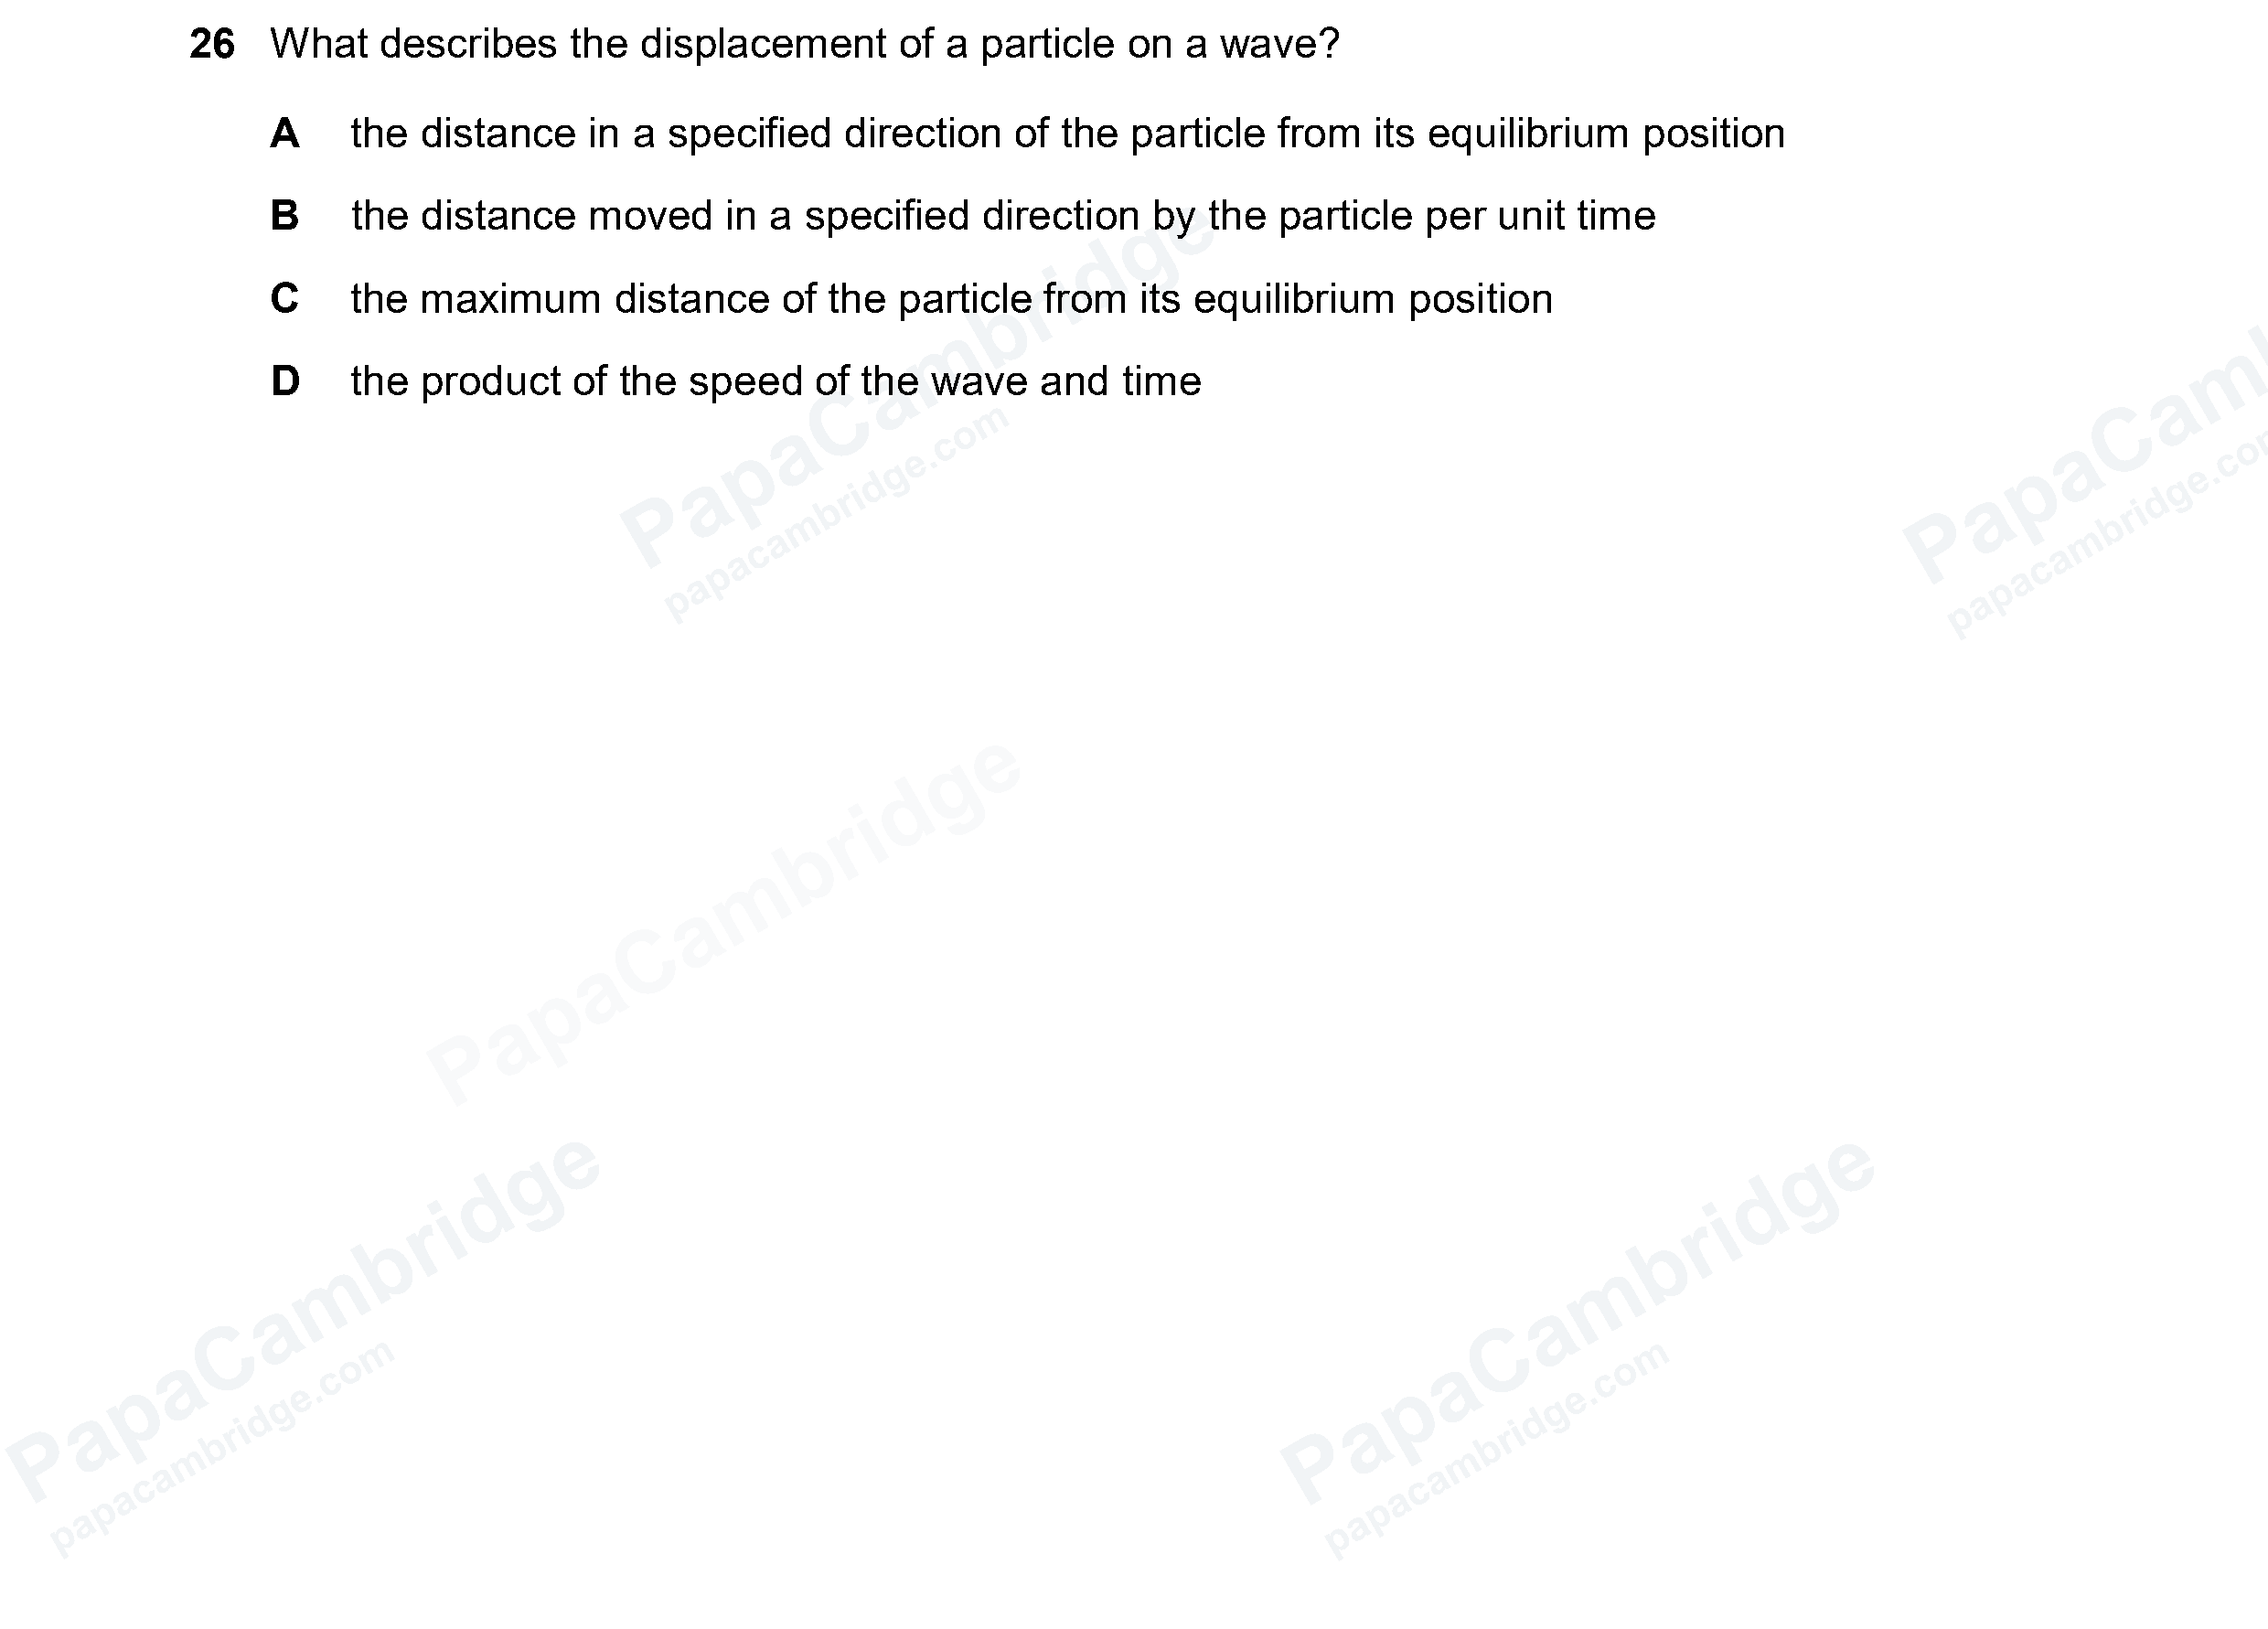 26 What describes the displacement of a particle on a wave?
A the distance in a specified direction of the particle from its equilibrium position
B the distance moved in a specified direction by the particle per unit time
C the maximum distance of the particle from its equilibrium position
D the product of the speed of the wave and time
PapaCambridge
papacambridge.com
PapaCamb
papacambridge.co
PapaCambridge
PapaCambridge
papacambridge.com
PapaCambridge
papacambridge.com